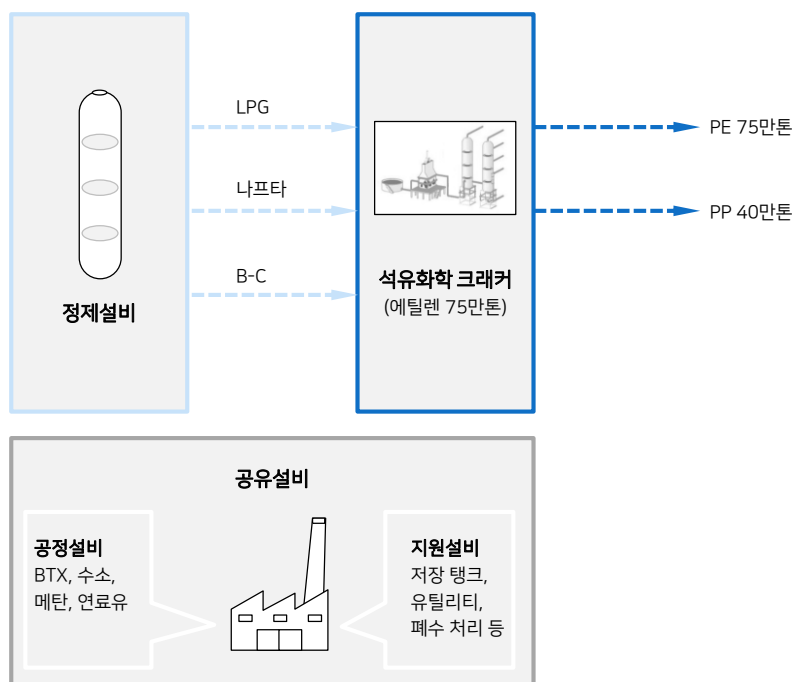 LPG
나프타
B-C
정제설비
석유화학 크래커
(에틸렌 75만톤)
PE 75만톤
PP 40만톤
공유설비
공정설비
BTX, 수소,
메탄, 연료유
지원설비
저장 탱크,
유틸리티,
폐수 처리 등